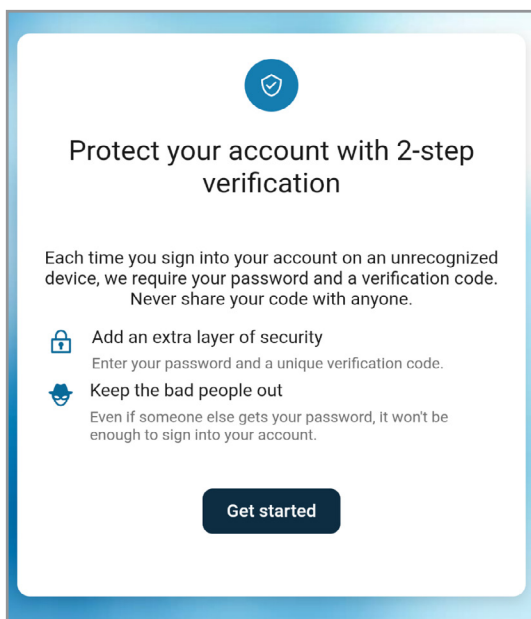 Protect your account with 2-step
verification
Each time you sign into your account on an unrecognized
device, we require your password and a verification code.
Never share your code with anyone.
Add an extra layer of security
Enter your password and a unique verification code.
Keep the bad people out
Even if someone else gets your password, it won't be
enough to sign into your account.
Get started